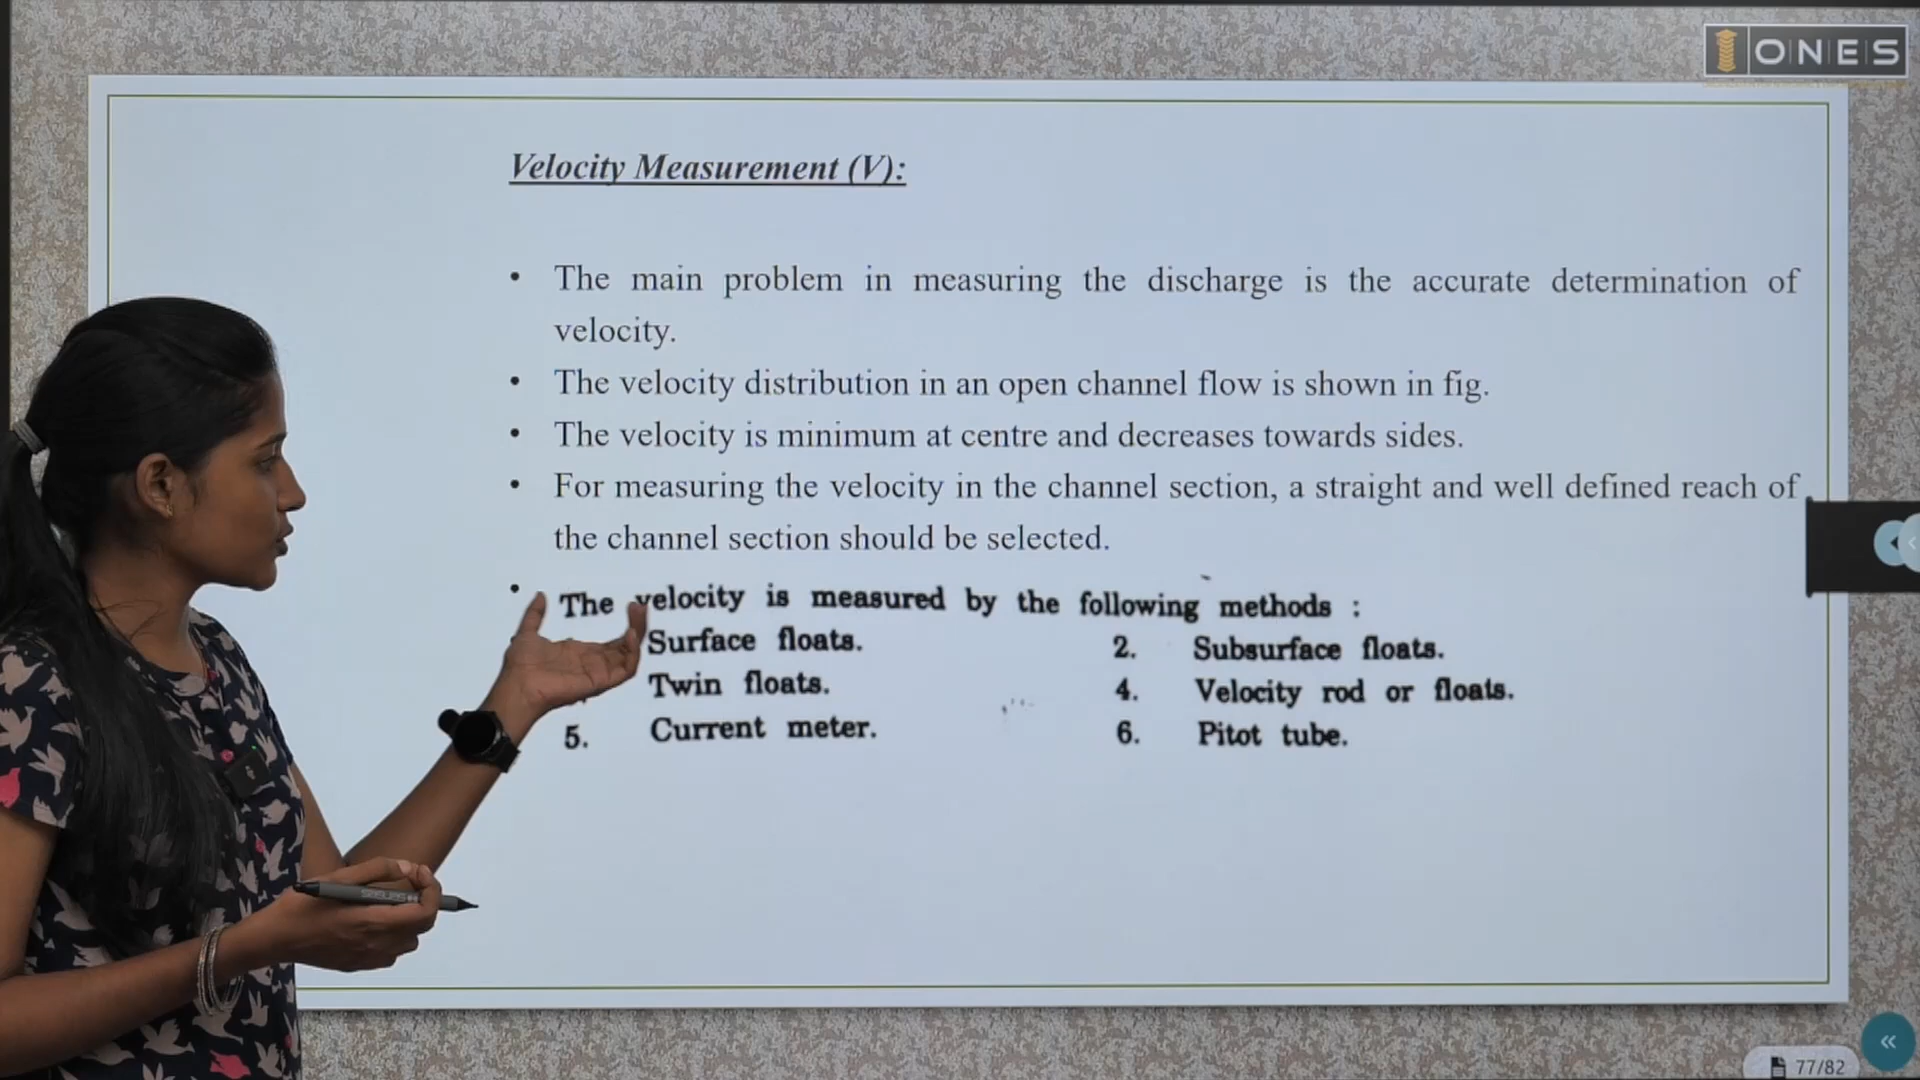 ONES
Velocity Measurement (V):
• The main problem in measuring the discharge is the accurate determination of
velocity.
• The velocity distribution in an open channel flow is shown in fig.
• The velocity is minimum at centre and decreases towards sides.
• For measuring the velocity in the channel section, a straight and well defined reach of
the channel section should be selected.
• The velocity is measured by the following methods :
Surface floats. 2. Subsurface floats.
Twin floats. 4. Velocity rod or floats.
5. Current meter. 6. Pitot tube.
77/82